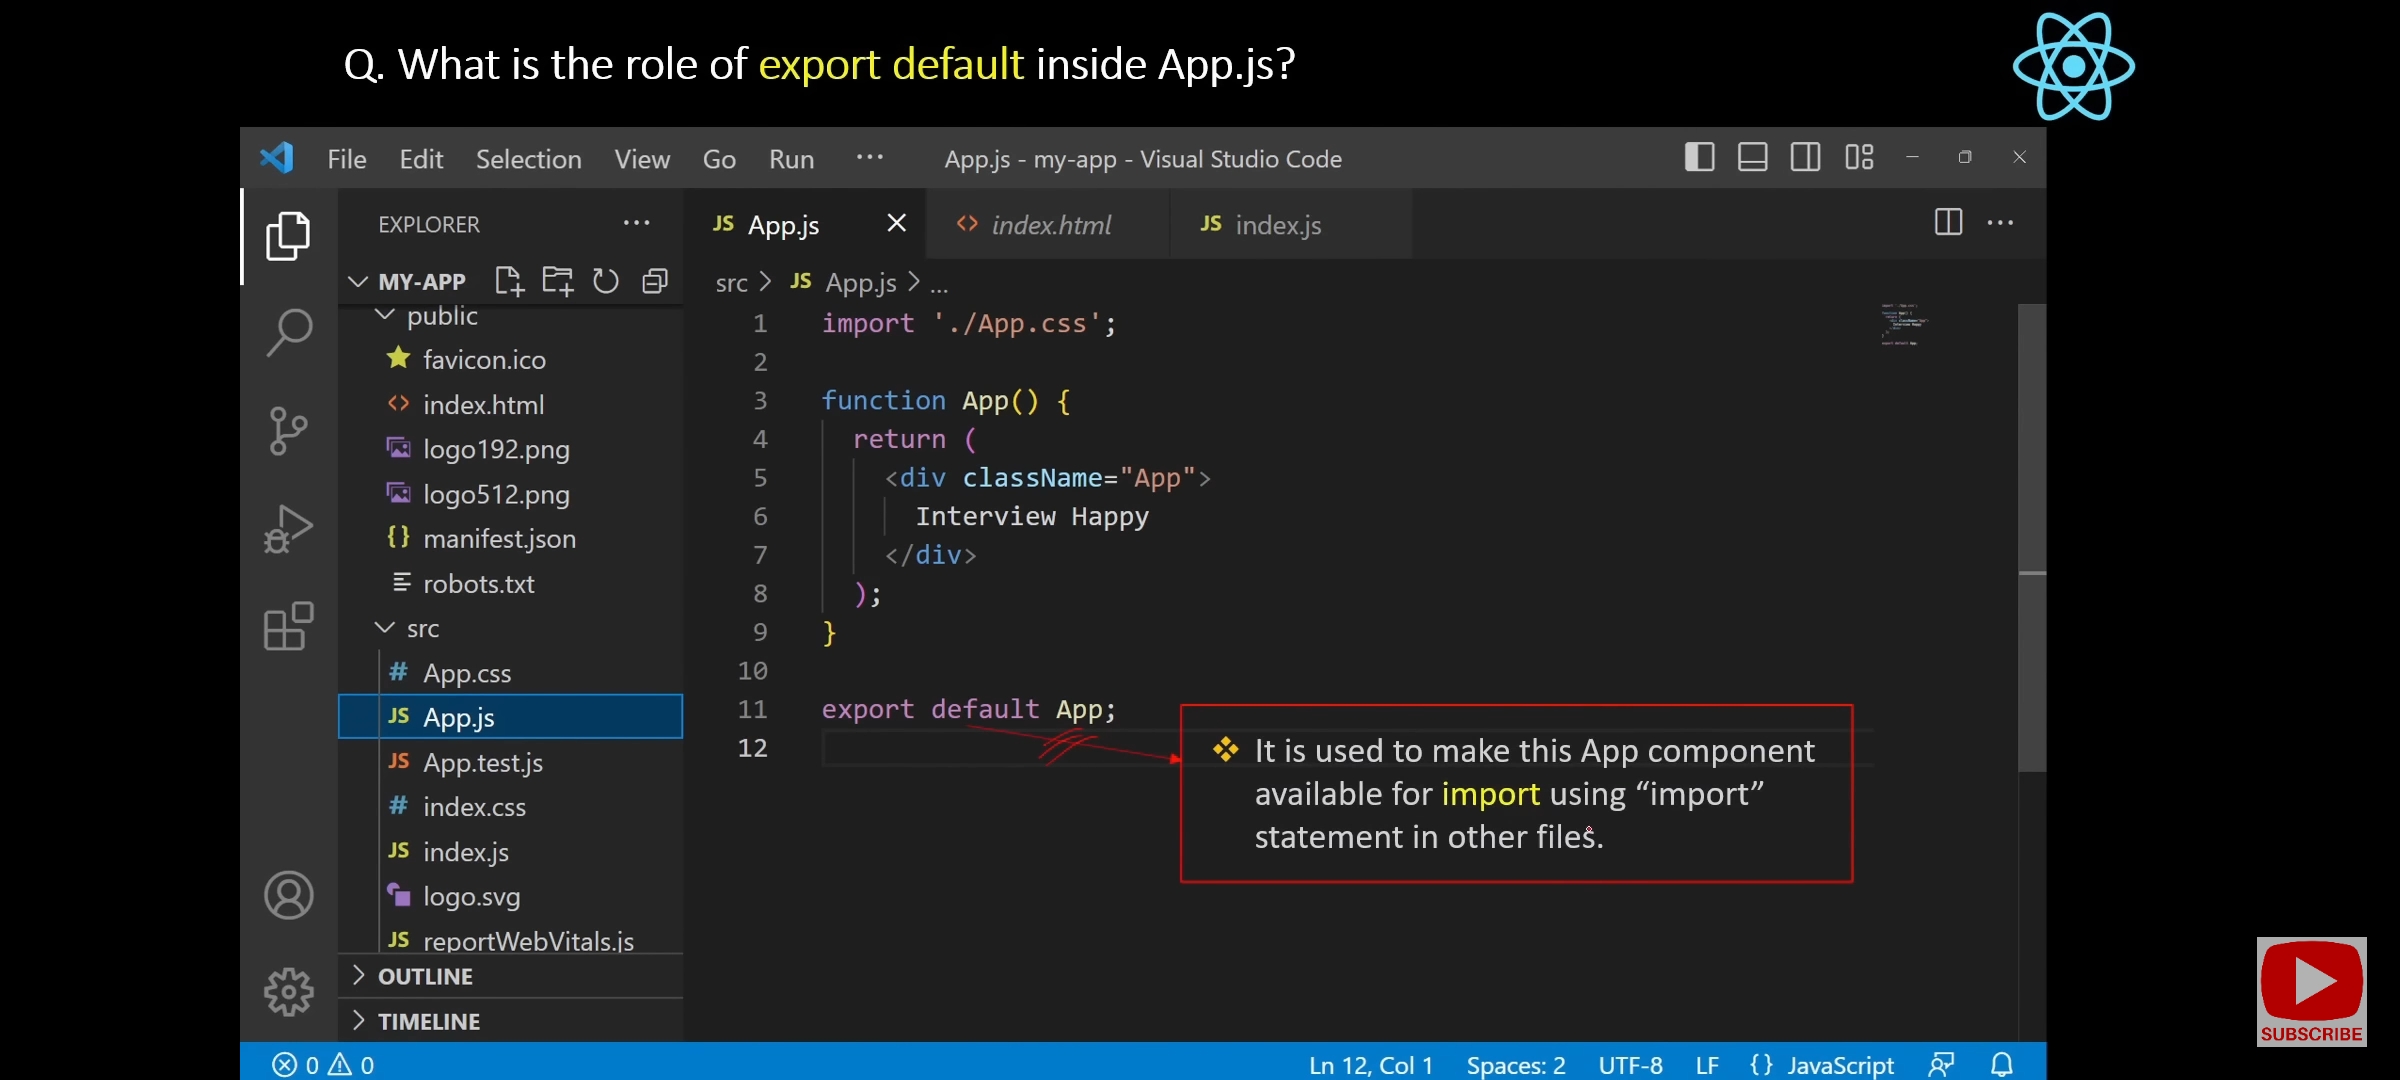 Q. What is the role of export default inside App.js?
File Edit Selection View Go Run ··· App.js - my-app - Visual Studio Code
EXPLORER ···
JS App.js
<> index.html
JS index.js
MY-APP
src > JS App.js > ...
public
favicon.ico
<> index.html
logo192.png
logo512.png
{} manifest.json
robots.txt
src
# App.css
JS App.js
JS App.test.js
# index.css
JS index.js
logo.svg
JS reportWebVitals.js
OUTLINE
TIMELINE
1 import './App.css';
2
3 function App() {
4 return (
5 <div className="App">
6 Interview Happy
7 </div>
8 );
9 }
10
11 export default App;
12
❖ It is used to make this App component
available for import using “import”
statement in other files.
SUBSCRIBE
0 0 Ln 12, Col 1 Spaces: 2 UTF-8 LF {} JavaScript